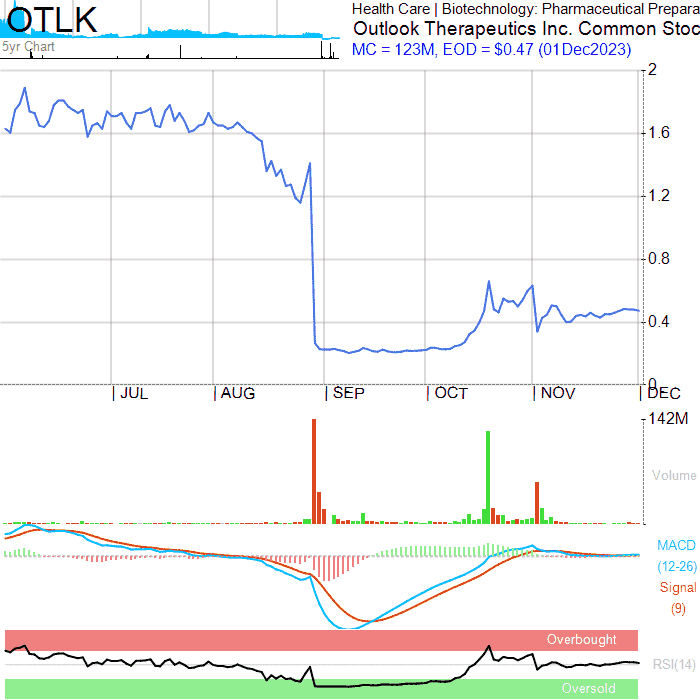 OTLK
Health Care | Biotechnology: Pharmaceutical Prepara
Outlook Therapeutics Inc. Common Stoc
5yr Chart
MC = 123M, EOD = $0.47 (01Dec2023)
2
1.6
1.2
0.8
0.4
0
JUL
AUG
SEP
OCT
NOV
DEC
142M
Volume
MACD
(12-26)
Signal
(9)
Overbought
RSI(14)
Oversold